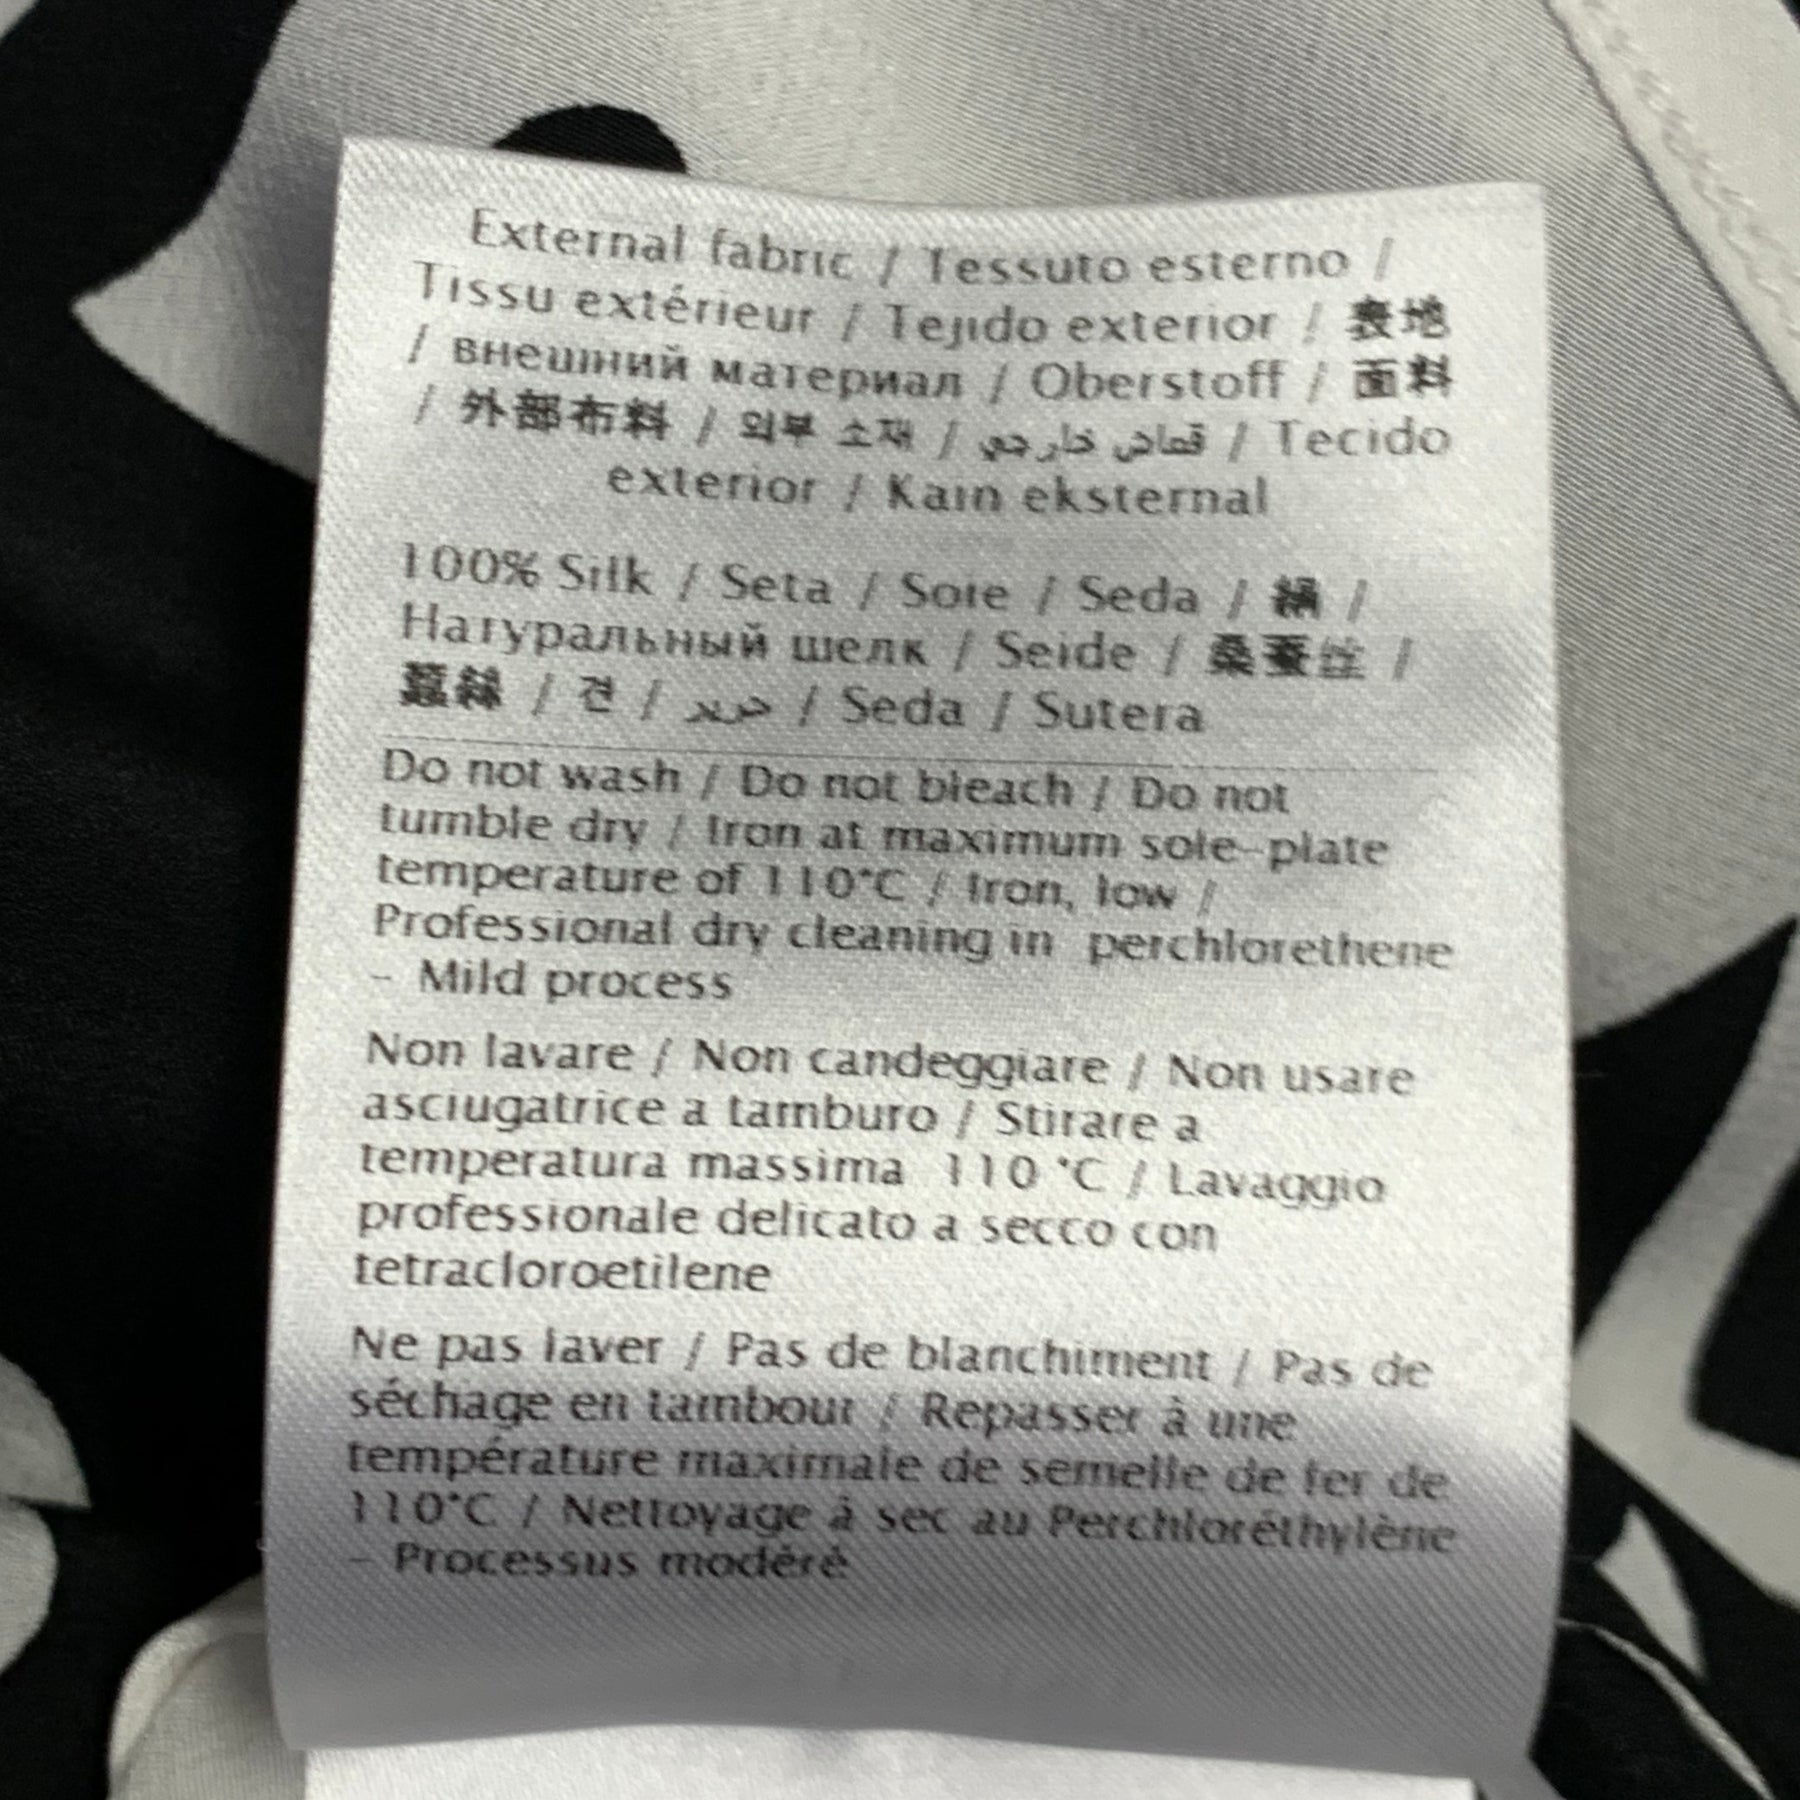 External fabric / Tessuto esterno /
Tissu extérieur / Tejido exterior / 表地
/ внешний материал / Oberstoff / 面料
/ 外部布料 / 외부 소재 / قماش خارجي / Tecido
exterior / Kain eksternal
100% Silk / Seta / Soie / Seda / 絹 /
Натуральный шелк / Seide / 桑蚕丝 /
蠶絲 / 견 / حرير / Seda / Sutera
Do not wash / Do not bleach / Do not
tumble dry / Iron at maximum sole-plate
temperature of 110°C / Iron, low /
Professional dry cleaning in perchlorethene
- Mild process
Non lavare / Non candeggiare / Non usare
asciugatrice a tamburo / Stirare a
temperatura massima 110 °C / Lavaggio
professionale delicato a secco con
tetracloroetilene
Ne pas laver / Pas de blanchiment / Pas de
séchage en tambour / Repasser à une
température maximale de semelle de fer de
110°C / Nettoyage à sec au Perchloréthylène
- Processus modéré